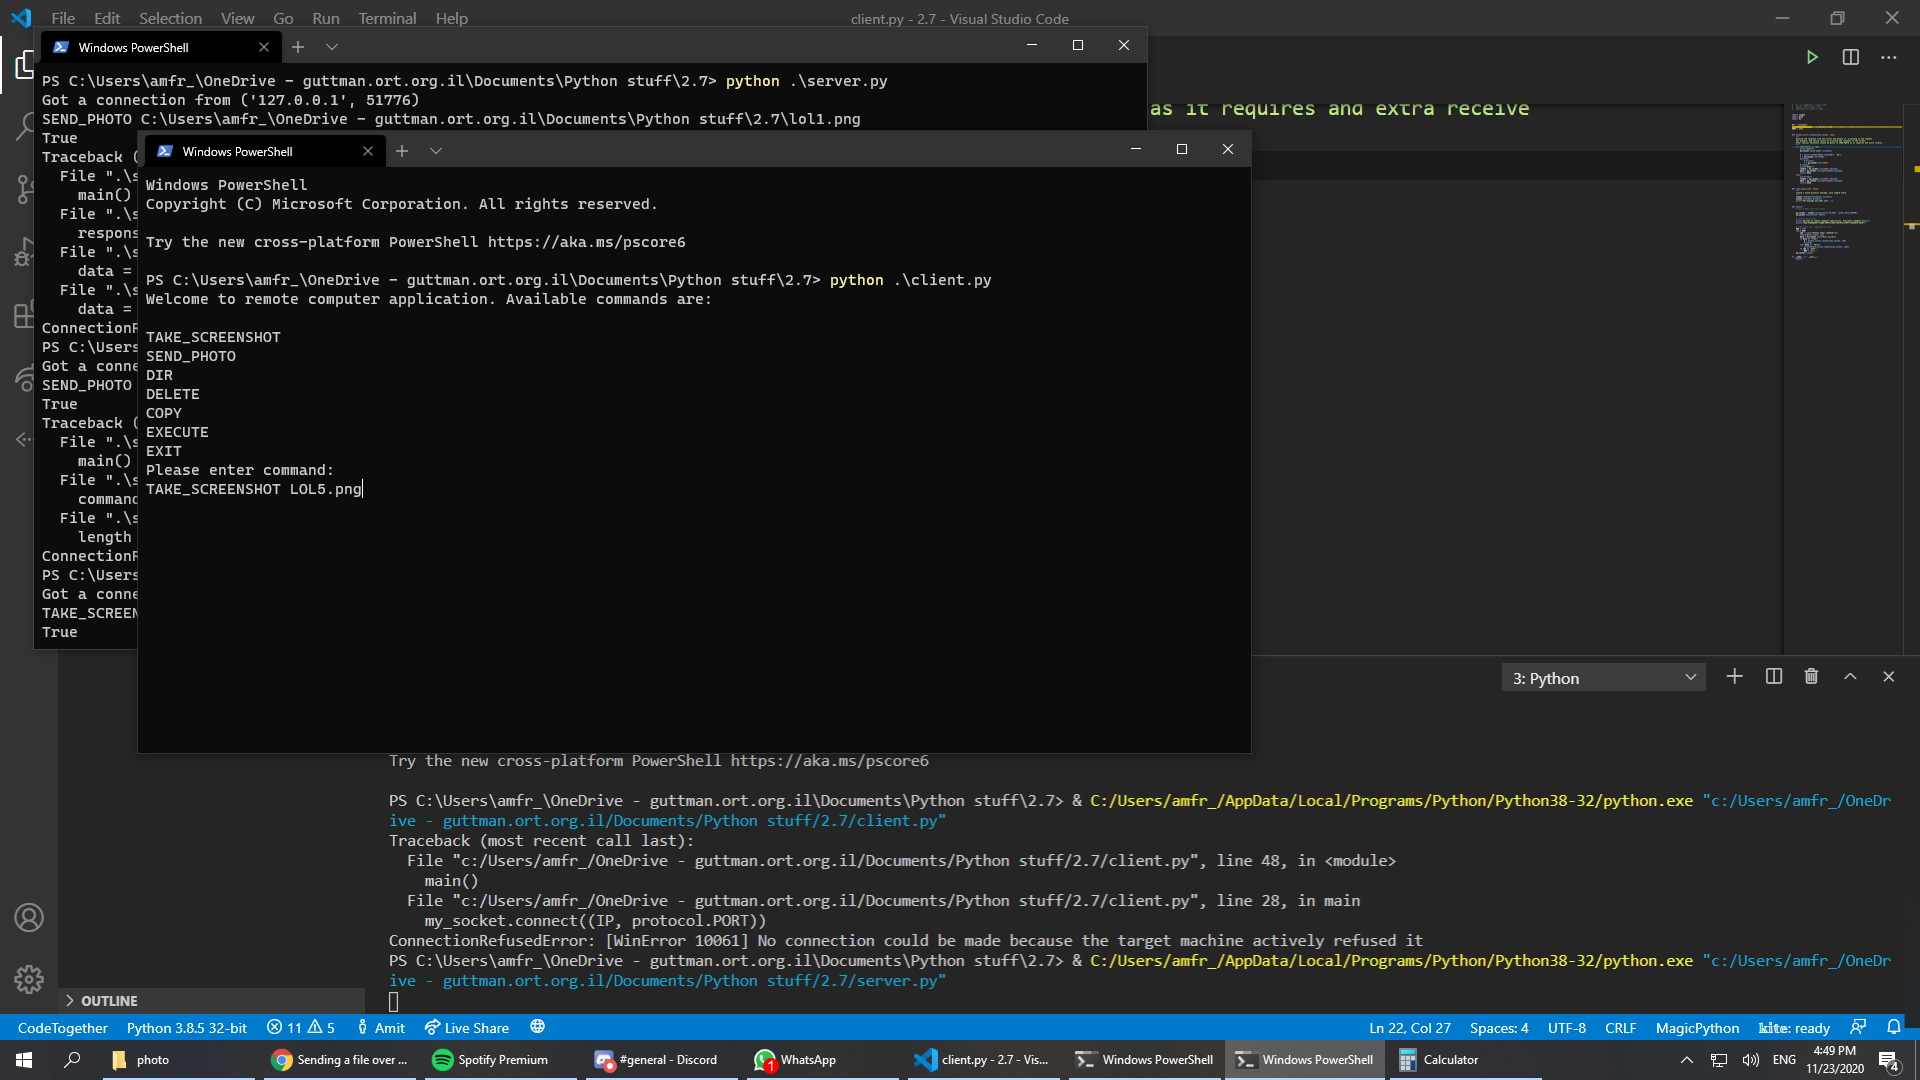 File Edit Selection View Go Run Terminal Help
client.py - 2.7 - Visual Studio Code
Windows PowerShell
PS C:\Users\amfr_\OneDrive - guttman.ort.org.il\Documents\Python stuff\2.7> python .\server.py
Got a connection from ('127.0.0.1', 51776)
SEND_PHOTO C:\Users\amfr_\OneDrive - guttman.ort.org.il\Documents\Python stuff\2.7\lol1.png
True
Traceback (
File ".\s
main()
File ".\s
respons
File ".\s
data =
File ".\s
data =
ConnectionR
PS C:\Users
Got a conne
SEND_PHOTO
True
Traceback (
File ".\s
main()
File ".\s
command
File ".\s
length
ConnectionR
PS C:\Users
Got a conne
TAKE_SCREEN
True
as it requires and extra receive
Windows PowerShell
Windows PowerShell
Copyright (C) Microsoft Corporation. All rights reserved.
Try the new cross-platform PowerShell https://aka.ms/pscore6
PS C:\Users\amfr_\OneDrive - guttman.ort.org.il\Documents\Python stuff\2.7> python .\client.py
Welcome to remote computer application. Available commands are:
TAKE_SCREENSHOT
SEND_PHOTO
DIR
DELETE
COPY
EXECUTE
EXIT
Please enter command:
TAKE_SCREENSHOT LOL5.png
3: Python
Try the new cross-platform PowerShell https://aka.ms/pscore6
PS C:\Users\amfr_\OneDrive - guttman.ort.org.il\Documents\Python stuff\2.7> & C:/Users/amfr_/AppData/Local/Programs/Python/Python38-32/python.exe "c:/Users/amfr_/OneDr
ive - guttman.ort.org.il/Documents/Python stuff/2.7/client.py"
Traceback (most recent call last):
File "c:/Users/amfr_/OneDrive - guttman.ort.org.il/Documents/Python stuff/2.7/client.py", line 48, in <module>
main()
File "c:/Users/amfr_/OneDrive - guttman.ort.org.il/Documents/Python stuff/2.7/client.py", line 28, in main
my_socket.connect((IP, protocol.PORT))
ConnectionRefusedError: [WinError 10061] No connection could be made because the target machine actively refused it
PS C:\Users\amfr_\OneDrive - guttman.ort.org.il\Documents\Python stuff\2.7> & C:/Users/amfr_/AppData/Local/Programs/Python/Python38-32/python.exe "c:/Users/amfr_/OneDr
ive - guttman.ort.org.il/Documents/Python stuff/2.7/server.py"
OUTLINE
CodeTogether Python 3.8.5 32-bit 11 5 Amit Live Share
Ln 22, Col 27 Spaces: 4 UTF-8 CRLF MagicPython kite: ready
photo
Sending a file over ...
Spotify Premium
#general - Discord
1 WhatsApp
client.py - 2.7 - Vis...
Windows PowerShell
Windows PowerShell
Calculator
ENG
4:49 PM
11/23/2020
4